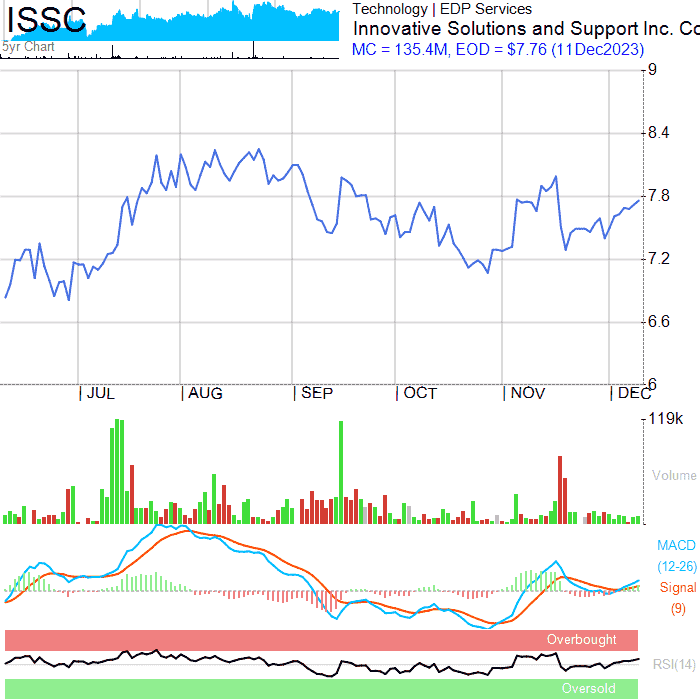 ISSC
5yr Chart
Technology | EDP Services
Innovative Solutions and Support Inc. Co
MC = 135.4M, EOD = $7.76 (11Dec2023)
9
8.4
7.8
7.2
6.6
6
JUL
AUG
SEP
OCT
NOV
DEC
119k
Volume
MACD
(12-26)
Signal
(9)
Overbought
RSI(14)
Oversold